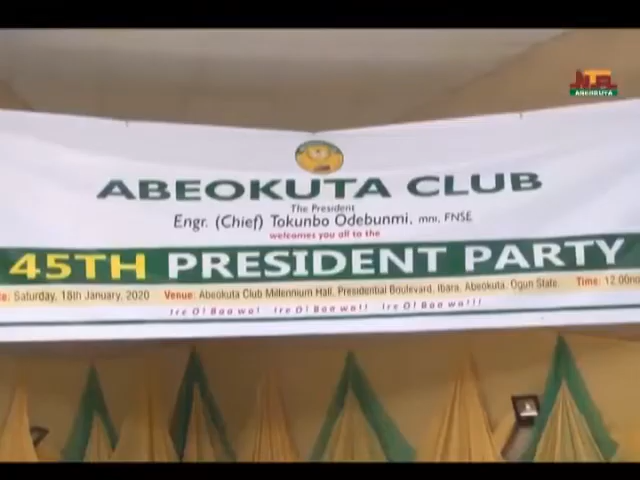 NTA
ABEOKUTA
ABEOKUTA CLUB
The President
Engr. (Chief) Tokunbo Odebunmi, mni, FNSE
welcomes you all to the
45TH PRESIDENT PARTY
Saturday, 18th January, 2020 Venue: Abeokuta Club Millennium Hall, Presidential Boulevard, Ibara, Abeokuta, Ogun State. Time: 12.00
Ire O! Baa wa! Ire O! Baa wa!! Ire O! Baa wa!!!